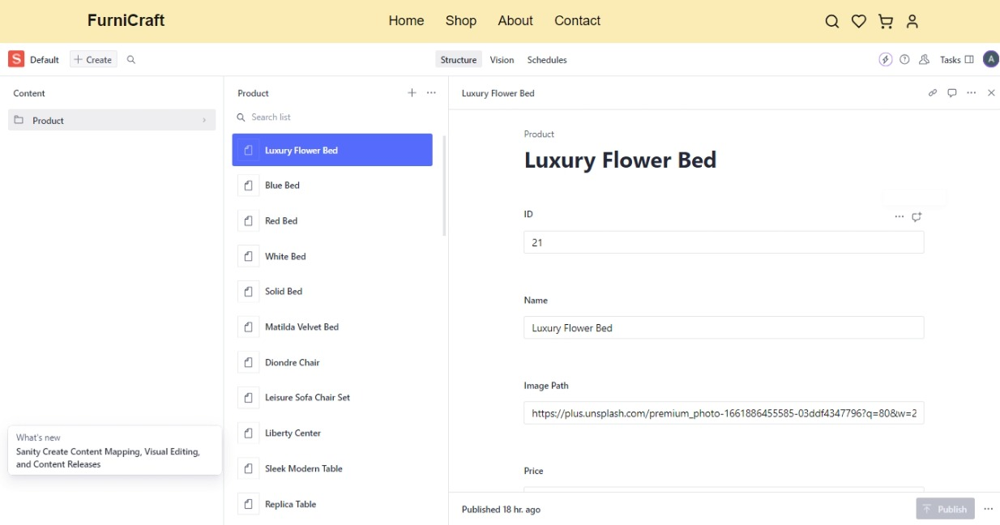 FurniCraft
Home Shop About Contact
S Default + Create
Structure Vision Schedules
Tasks A
Content
Product
What's new
Sanity Create Content Mapping, Visual Editing,
and Content Releases
Product
Search list
Luxury Flower Bed
Blue Bed
Red Bed
White Bed
Solid Bed
Matilda Velvet Bed
Diondre Chair
Leisure Sofa Chair Set
Liberty Center
Sleek Modern Table
Replica Table
Luxury Flower Bed
Product
Luxury Flower Bed
ID
21
Name
Luxury Flower Bed
Image Path
https://plus.unsplash.com/premium_photo-1661886455585-03ddf4347796?q=80&w=2
Price
Published 18 hr. ago
Publish